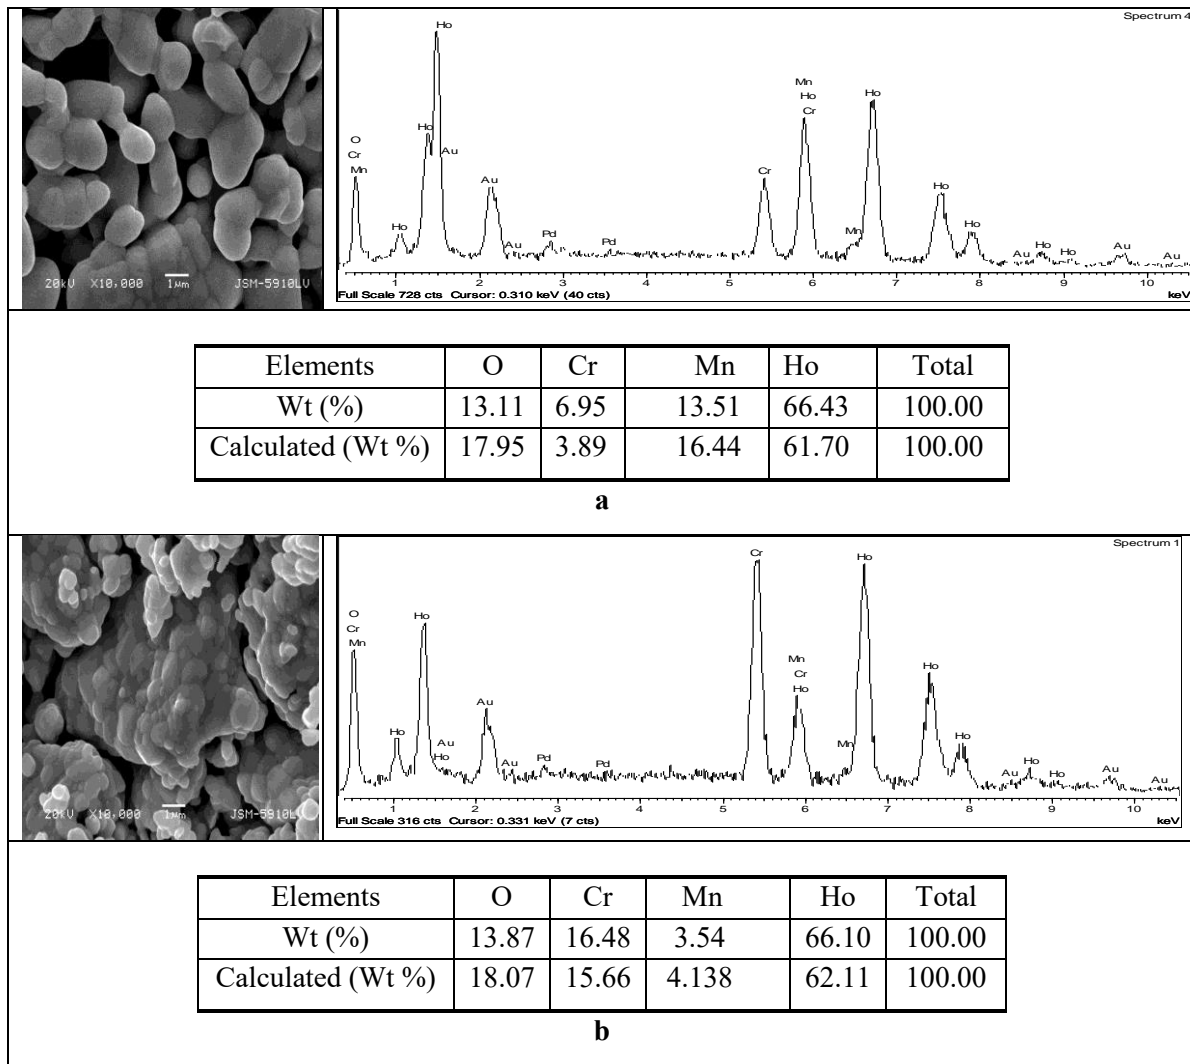 Spectrum 4
Ho
O
Cr
Mn
Ho
Ho
Au
Au
Au
Pd
Pd
Cr
Mn
Ho
Cr
Mn
Ho
Ho
Ho
Au
Ho
Ho
Au
Au
1 2 3 4 5 6 7 8 9 10
Full Scale 728 cts Cursor: 0.310 keV (40 cts) keV
20kV X10,000 1μm JSM-5910LV
Elements O Cr Mn Ho Total
Wt (%) 13.11 6.95 13.51 66.43 100.00
Calculated (Wt %) 17.95 3.89 16.44 61.70 100.00
a
Spectrum 1
O
Cr
Mn
Ho
Ho
Au
Ho
Au
Au
Pd
Pd
Cr
Mn
Cr
Ho
Mn
Ho
Ho
Ho
Au
Ho
Ho
Au
Au
1 2 3 4 5 6 7 8 9 10
Full Scale 316 cts Cursor: 0.331 keV (7 cts) keV
20kV X10,000 1μm JSM-5910LV
Elements O Cr Mn Ho Total
Wt (%) 13.87 16.48 3.54 66.10 100.00
Calculated (Wt %) 18.07 15.66 4.138 62.11 100.00
b